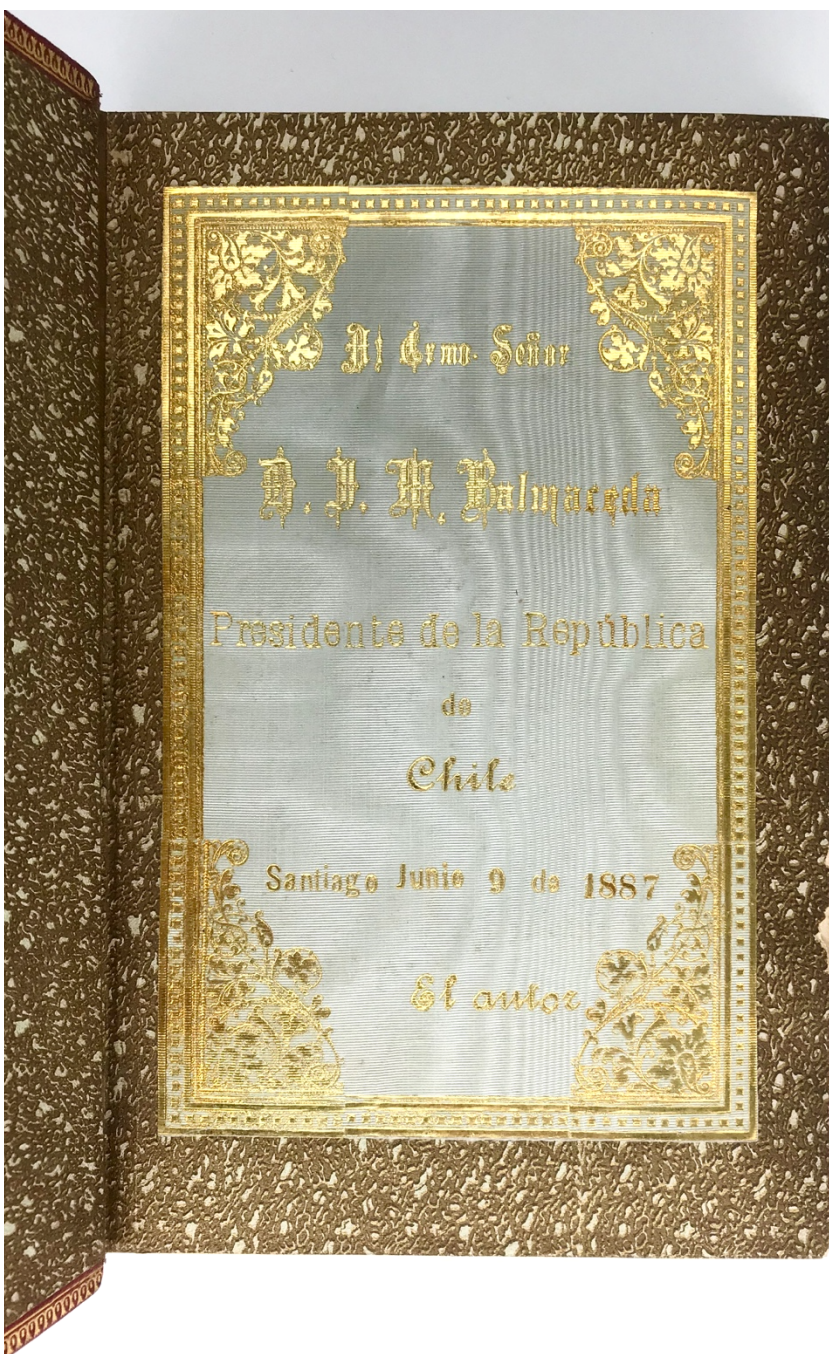 Al Exmo. Señor
D. J. M. Balmaceda
Presidente de la República
de
Chile
Santiago Junio 9 de 1887
El autor